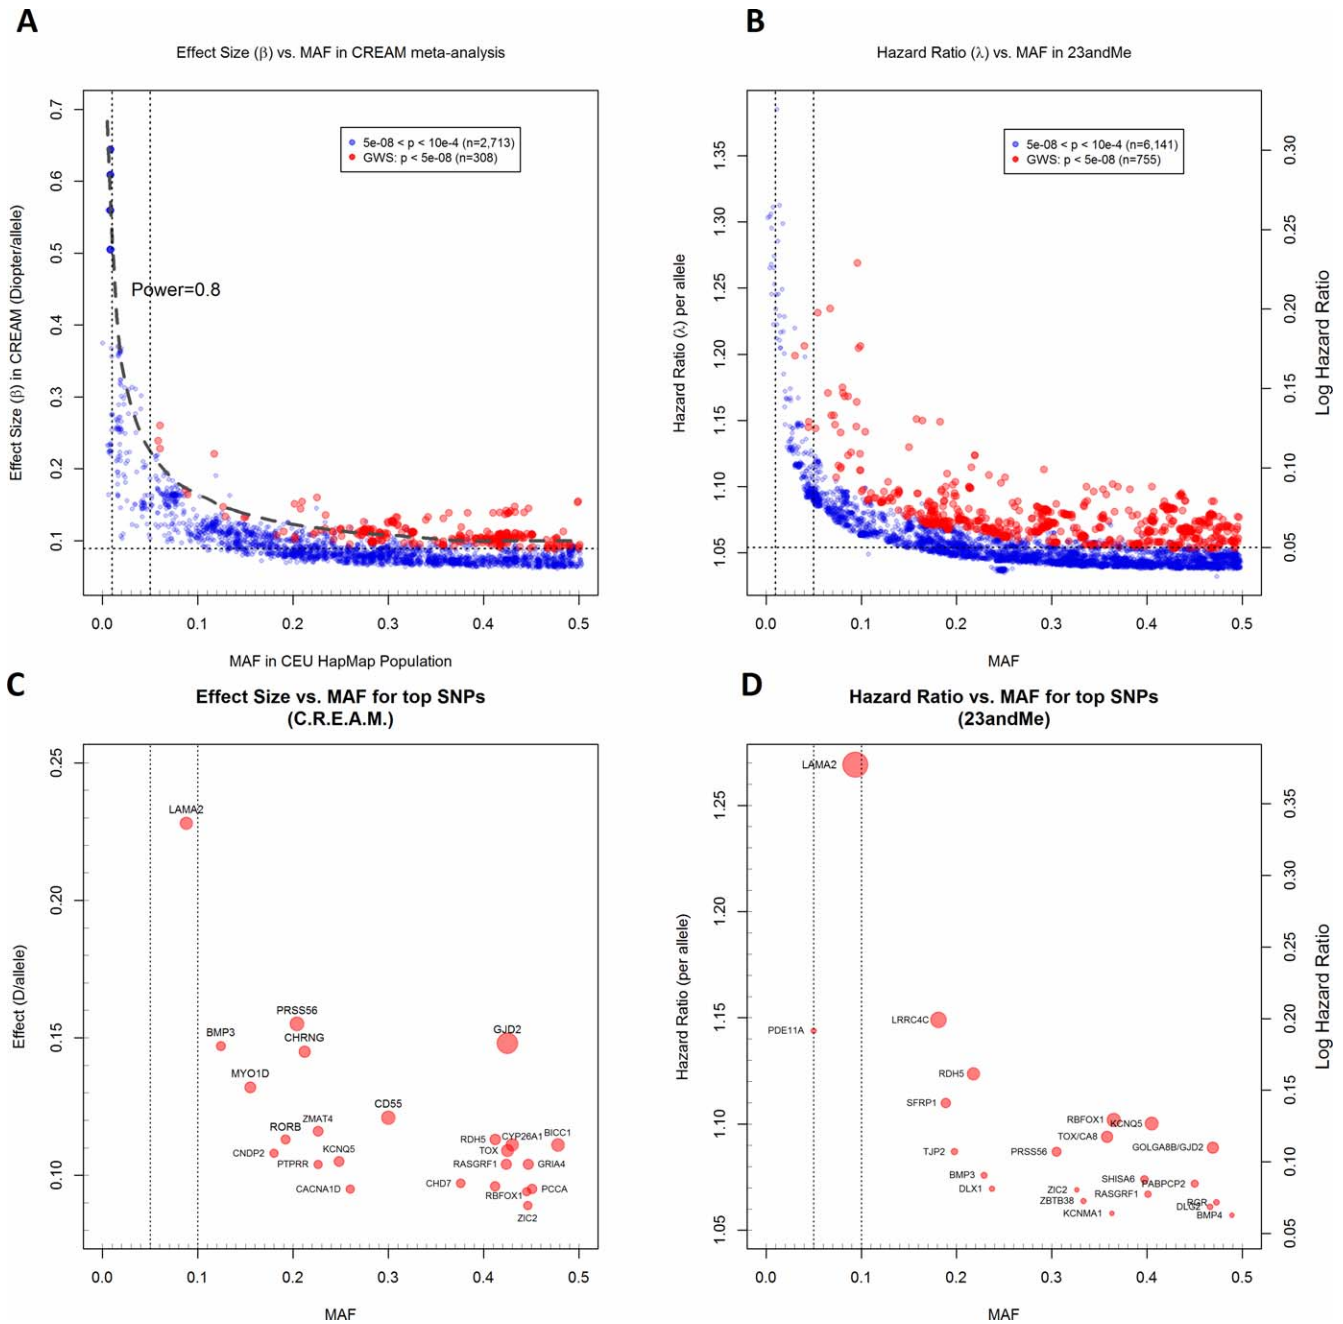 A
Effect Size (β) vs. MAF in CREAM meta-analysis
Effect Size (β) in CREAM (Diopter/allele)
0.7
0.6
0.5
0.4
0.3
0.2
0.1
5e-08 < p < 10e-4 (n=2,713)
GWS: p < 5e-08 (n=308)
Power=0.8
0.0 0.1 0.2 0.3 0.4 0.5
MAF in CEU HapMap Population
B
Hazard Ratio (λ) vs. MAF in 23andMe
Hazard Ratio (λ) per allele
1.35
1.30
1.25
1.20
1.15
1.10
1.05
5e-08 < p < 10e-4 (n=6,141)
GWS: p < 5e-08 (n=755)
0.30
0.25
0.20
0.15
0.10
0.05
Log Hazard Ratio
0.0 0.1 0.2 0.3 0.4 0.5
MAF
C
Effect Size vs. MAF for top SNPs
(C.R.E.A.M.)
Effect (D/allele)
0.25
0.20
0.15
0.10
LAMA2
PRSS56
BMP3
CHRNG
GJD2
MYO1D
CD55
ZMAT4
RORB
RDH5
CYP26A1
BICC1
CNDP2
KCNQ5
TOX
PTPRR
RASGRF1
GRIA4
CACNA1D
CHD7
RBFOX1
PCCA
ZIC2
0.0 0.1 0.2 0.3 0.4 0.5
MAF
D
Hazard Ratio vs. MAF for top SNPs
(23andMe)
Hazard Ratio (per allele)
1.25
1.20
1.15
1.10
1.05
LAMA2
PDE11A
LRRC4C
RDH5
SFRP1
RBFOX1
KCNQ5
TOX/CA8
TJP2
PRSS56
GOLGA8B/GJD2
BMP3
SHISA6
PABPCP2
DLX1
ZIC2
RASGRF1
ZBTB38
RGR
DLG2
KCNMA1
BMP4
0.35
0.30
0.25
0.20
0.15
0.10
0.05
Log Hazard Ratio
0.0 0.1 0.2 0.3 0.4 0.5
MAF